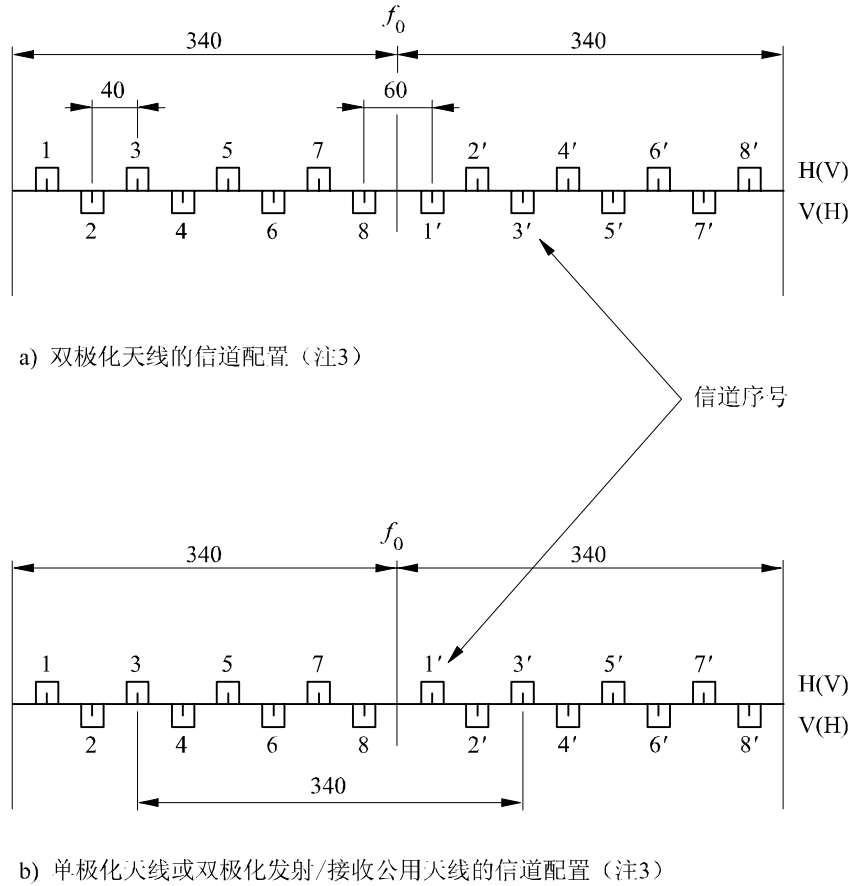 f0
340 340
40 60
1 3 5 7 2′ 4′ 6′ 8′ H(V)
2 4 6 8 1′ 3′ 5′ 7′ V(H)
a) 双极化天线的信道配置（注3）
信道序号
f0
340 340
1 3 5 7 1′ 3′ 5′ 7′ H(V)
2 4 6 8 2′ 4′ 6′ 8′ V(H)
340
b) 单极化天线或双极化发射/接收公用天线的信道配置（注3）